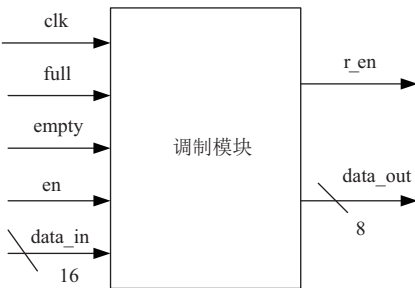 clk
full
empty
en
data_in
16
调制模块
r_en
data_out
8